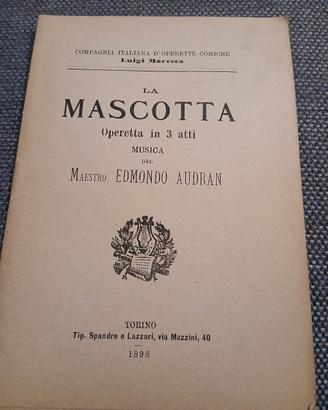 COMPAGNIA ITALIANA D'OPERETTE COMICHE
Luigi Maresca
LA
MASCOTTA
Operetta in 3 atti
MUSICA
DEL
MAESTRO EDMONDO AUDRAN
TORINO
Tip. Spandre e Lazzari, via Mazzini, 40
1898